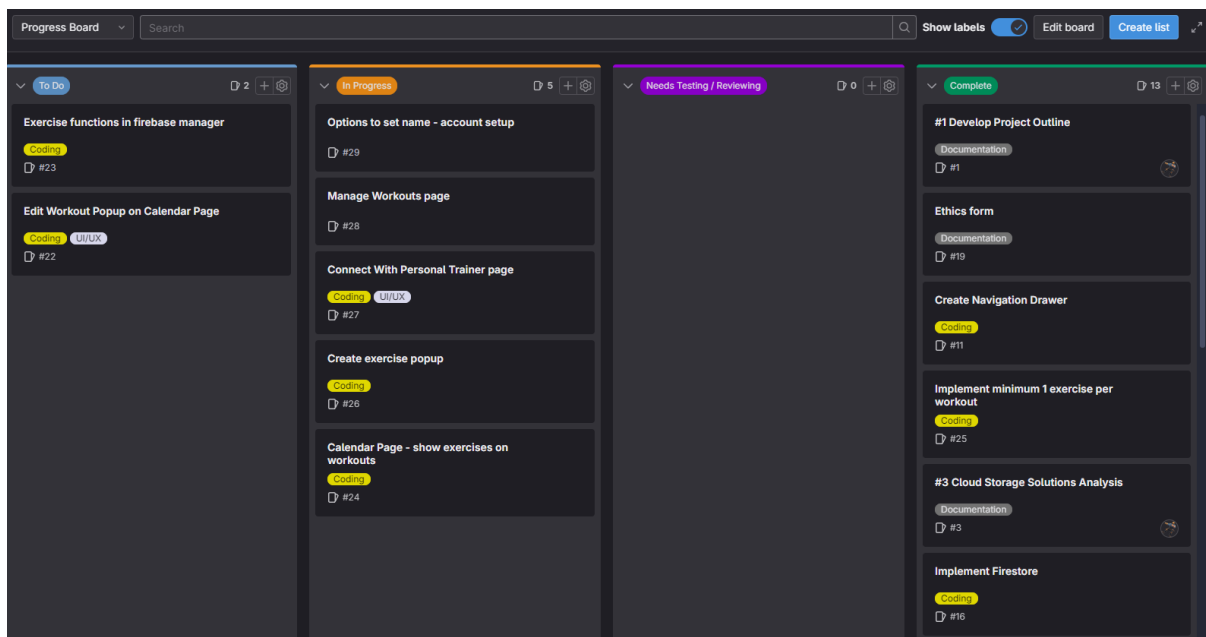 Progress Board
Search
Show labels
Edit board
Create list
To Do
2
Exercise functions in firebase manager
Coding
#23
Edit Workout Popup on Calendar Page
Coding UI/UX
#22
In Progress
5
Options to set name - account setup
#29
Manage Workouts page
#28
Connect With Personal Trainer page
Coding UI/UX
#27
Create exercise popup
Coding
#26
Calendar Page - show exercises on
workouts
Coding
#24
Needs Testing / Reviewing
0
Complete
13
#1 Develop Project Outline
Documentation
#1
Ethics form
Documentation
#19
Create Navigation Drawer
Coding
#11
Implement minimum 1 exercise per
workout
Coding
#25
#3 Cloud Storage Solutions Analysis
Documentation
#3
Implement Firestore
Coding
#16